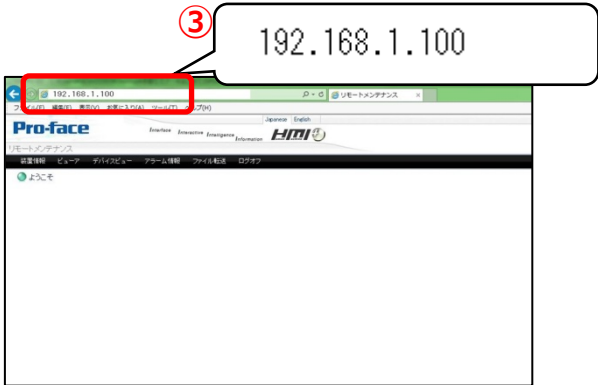 ③
192.168.1.100
192.168.1.100
リモートメンテナンス
ファイル(F) 編集(E) 表示(V) お気に入り(A) ツール(T) ヘルプ(H)
Japanese English
Pro-face
Interface Interactive Intelligence Information
HMI
リモートメンテナンス
装置情報 ビューア デバイスビュー アラーム情報 ファイル転送 ログオフ
ようこそ